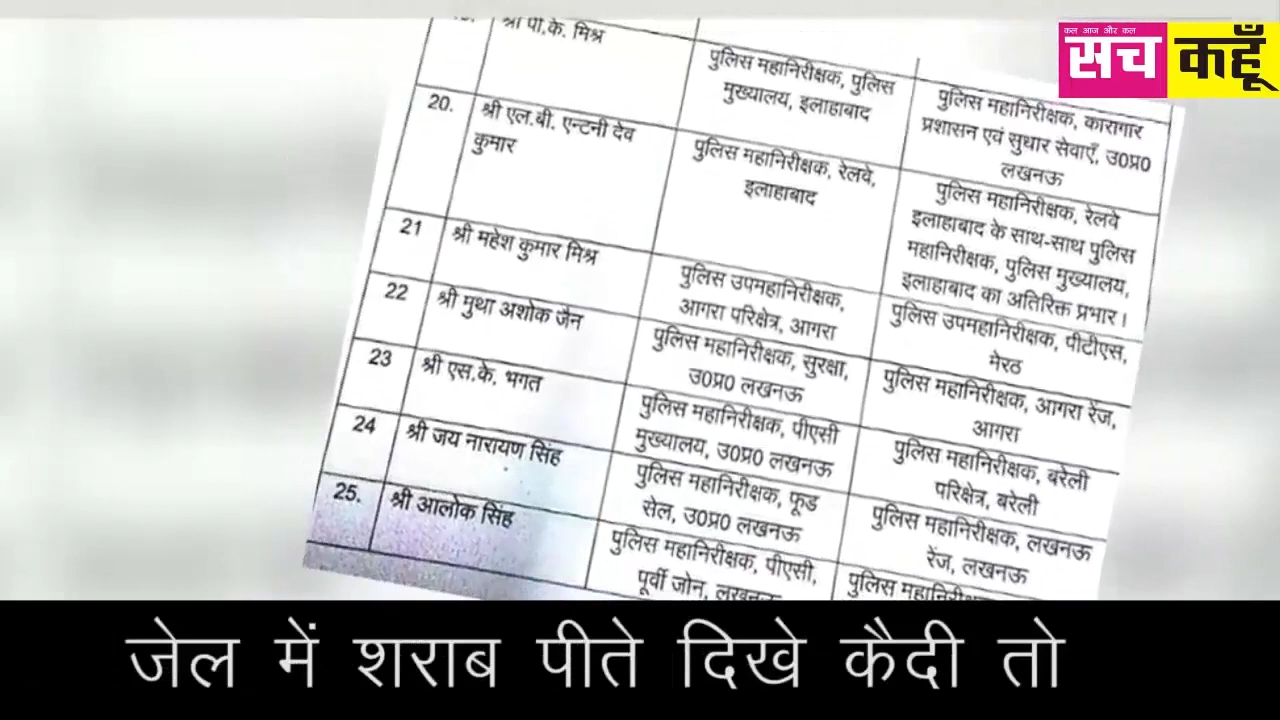 कल आज और कल
सच कहूँ
श्री पी.के. मिश्र
पुलिस महानिरीक्षक, पुलिस
मुख्यालय, इलाहाबाद
पुलिस महानिरीक्षक, कारागार
प्रशासन एवं सुधार सेवाएँ, उ0प्र0
लखनऊ
20.
श्री एल.बी. एन्टनी देव
कुमार
पुलिस महानिरीक्षक, रेलवे,
इलाहाबाद
पुलिस महानिरीक्षक, रेलवे
इलाहाबाद के साथ-साथ पुलिस
महानिरीक्षक, पुलिस मुख्यालय,
इलाहाबाद का अतिरिक्त प्रभार।
21
श्री महेश कुमार मिश्र
पुलिस उपमहानिरीक्षक,
आगरा परिक्षेत्र, आगरा
पुलिस उपमहानिरीक्षक, पीटीएस,
मेरठ
22
श्री मुथा अशोक जैन
पुलिस महानिरीक्षक, सुरक्षा,
उ0प्र0 लखनऊ
पुलिस महानिरीक्षक, आगरा रेंज,
आगरा
23
श्री एस.के. भगत
पुलिस महानिरीक्षक, पीएसी
मुख्यालय, उ0प्र0 लखनऊ
पुलिस महानिरीक्षक, बरेली
परिक्षेत्र, बरेली
24
श्री जय नारायण सिंह
पुलिस महानिरीक्षक, फूड
सेल, उ0प्र0 लखनऊ
पुलिस महानिरीक्षक, लखनऊ
रेंज, लखनऊ
25.
श्री आलोक सिंह
पुलिस महानिरीक्षक, पीएसी,
पूर्वी जोन, लखनऊ
पुलिस महानिरीक्षक
जेल में शराब पीते दिखे कैदी तो